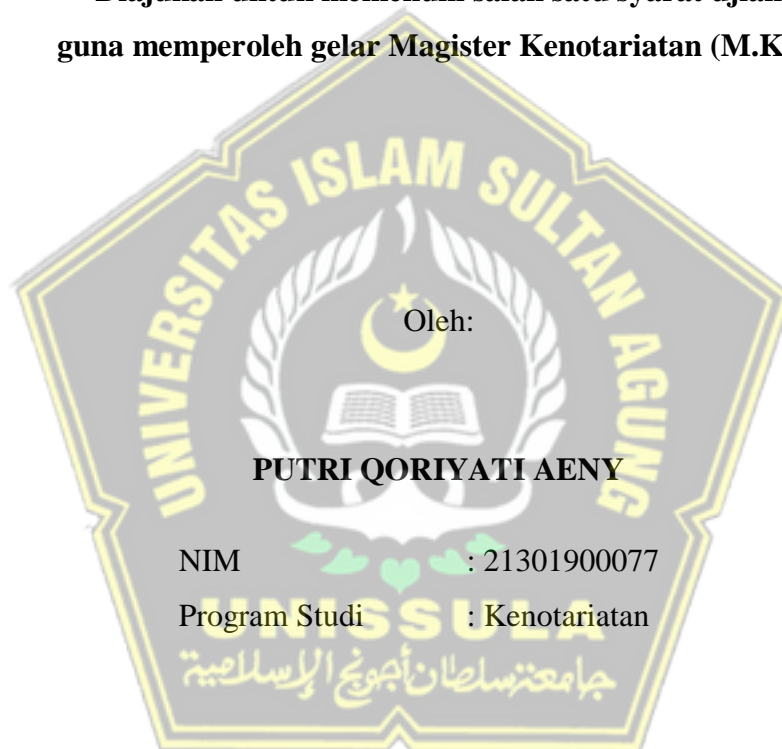 Diajukan untuk memenuhi salah satu syarat ujian
guna memperoleh gelar Magister Kenotariatan (M.K
UNIVERSITAS ISLAM SULTAN AGUNG
Oleh:
PUTRI QORIYATI AENY
NIM : 21301900077
Program Studi : Kenotariatan
UNISSULA
جامعة سلطان أجونج الإسلامية